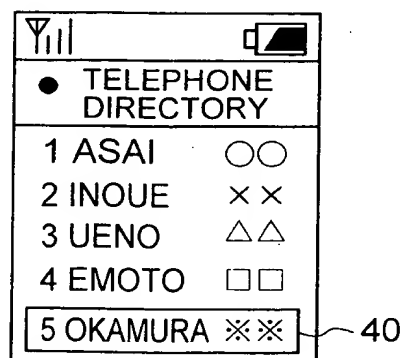 ● TELEPHONE
DIRECTORY
1 ASAI ○○
2 INOUE ××
3 UENO △△
4 EMOTO □□
5 OKAMURA ※※ 40